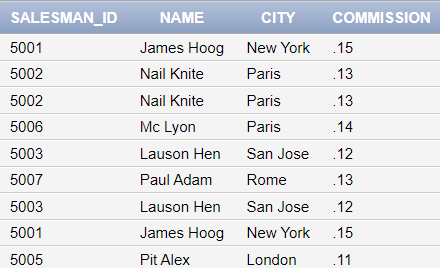 SALESMAN_ID NAME CITY COMMISSION
5001 James Hoog New York .15
5002 Nail Knite Paris .13
5002 Nail Knite Paris .13
5006 Mc Lyon Paris .14
5003 Lauson Hen San Jose .12
5007 Paul Adam Rome .13
5003 Lauson Hen San Jose .12
5001 James Hoog New York .15
5005 Pit Alex London .11